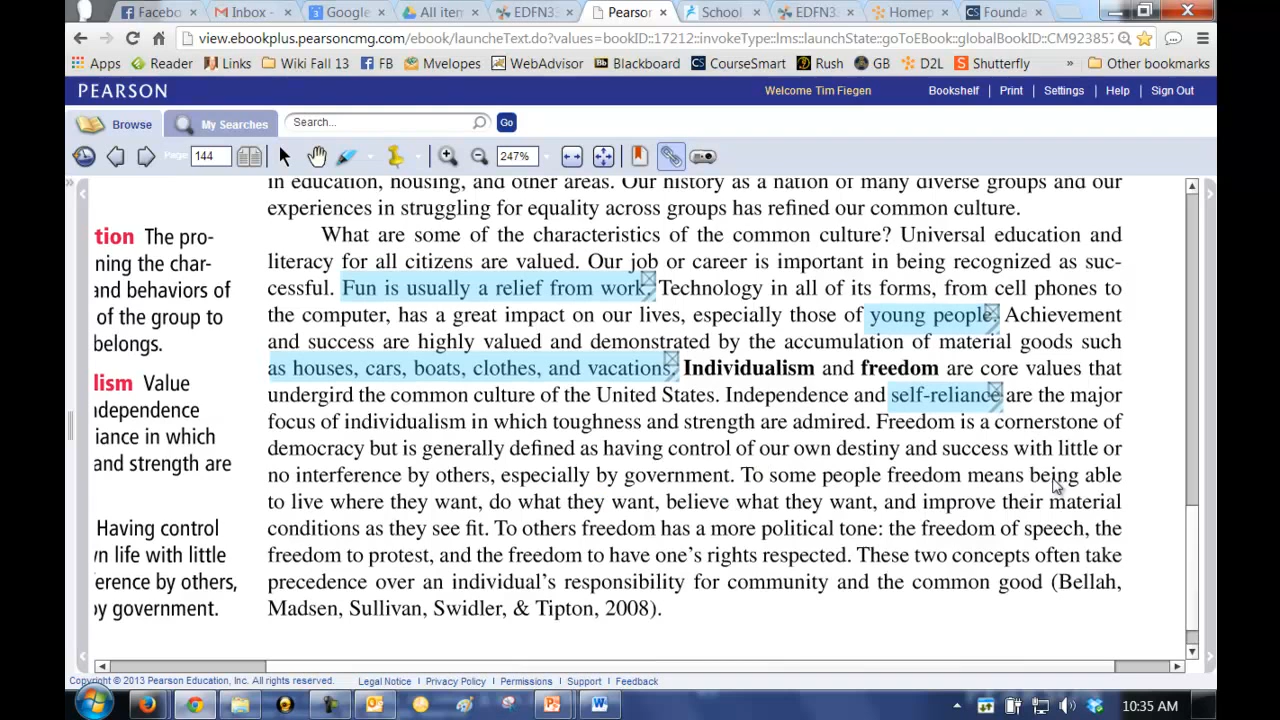 Facebo
Inbox -
Google
All item
EDFN3
Pearson
School
EDFN3
Homep
Founda
view.ebookplus.pearsoncmg.com/ebook/launcheText.do?values=bookID::17212::invokeType::lms::launchState::goToEBook::globalBookID::CM923857
Apps Reader Links Wiki Fall 13 FB Mvelopes WebAdvisor Blackboard CourseSmart Rush GB D2L Shutterfly » Other bookmarks
PEARSON Welcome Tim Fiegen Bookshelf | Print | Settings | Help | Sign Out
Browse My Searches Search... Go
Page 144 247%
in education, housing, and other areas. Our history as a nation of many diverse groups and our
experiences in struggling for equality across groups has refined our common culture.
What are some of the characteristics of the common culture? Universal education and
literacy for all citizens are valued. Our job or career is important in being recognized as suc-
cessful. Fun is usually a relief from work. Technology in all of its forms, from cell phones to
the computer, has a great impact on our lives, especially those of young people. Achievement
and success are highly valued and demonstrated by the accumulation of material goods such
as houses, cars, boats, clothes, and vacations. Individualism and freedom are core values that
undergird the common culture of the United States. Independence and self-reliance are the major
focus of individualism in which toughness and strength are admired. Freedom is a cornerstone of
democracy but is generally defined as having control of our own destiny and success with little or
no interference by others, especially by government. To some people freedom means being able
to live where they want, do what they want, believe what they want, and improve their material
conditions as they see fit. To others freedom has a more political tone: the freedom of speech, the
freedom to protest, and the freedom to have one's rights respected. These two concepts often take
precedence over an individual's responsibility for community and the common good (Bellah,
Madsen, Sullivan, Swidler, & Tipton, 2008).
tion The pro-
ning the char-
and behaviors of
of the group to
belongs.
lism Value
ndependence
iance in which
and strength are
Having control
n life with little
erence by others,
by government.
Copyright © 2013 Pearson Education, Inc. All rights reserved. Legal Notice | Privacy Policy | Permissions | Support | Feedback
10:35 AM